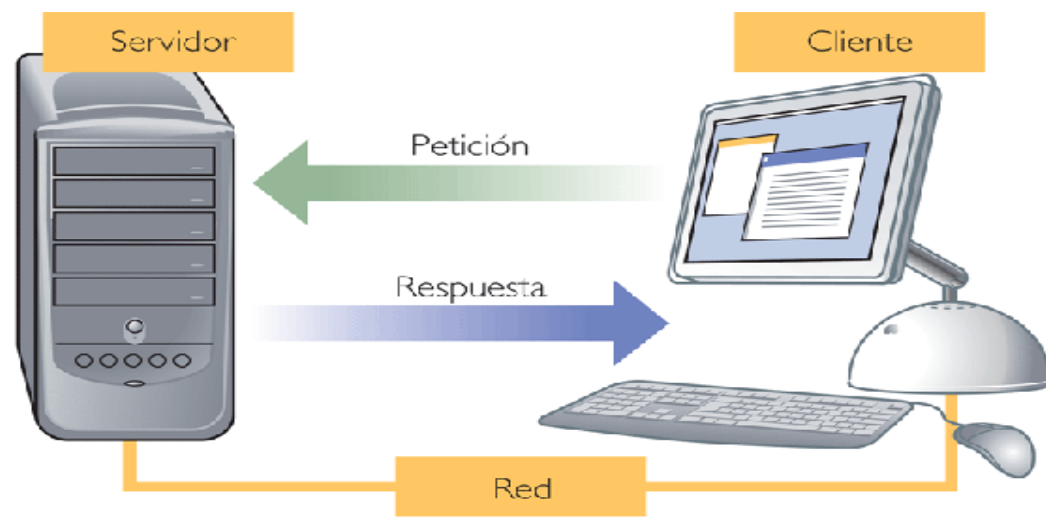 Servidor
Cliente
Petición
Respuesta
Red